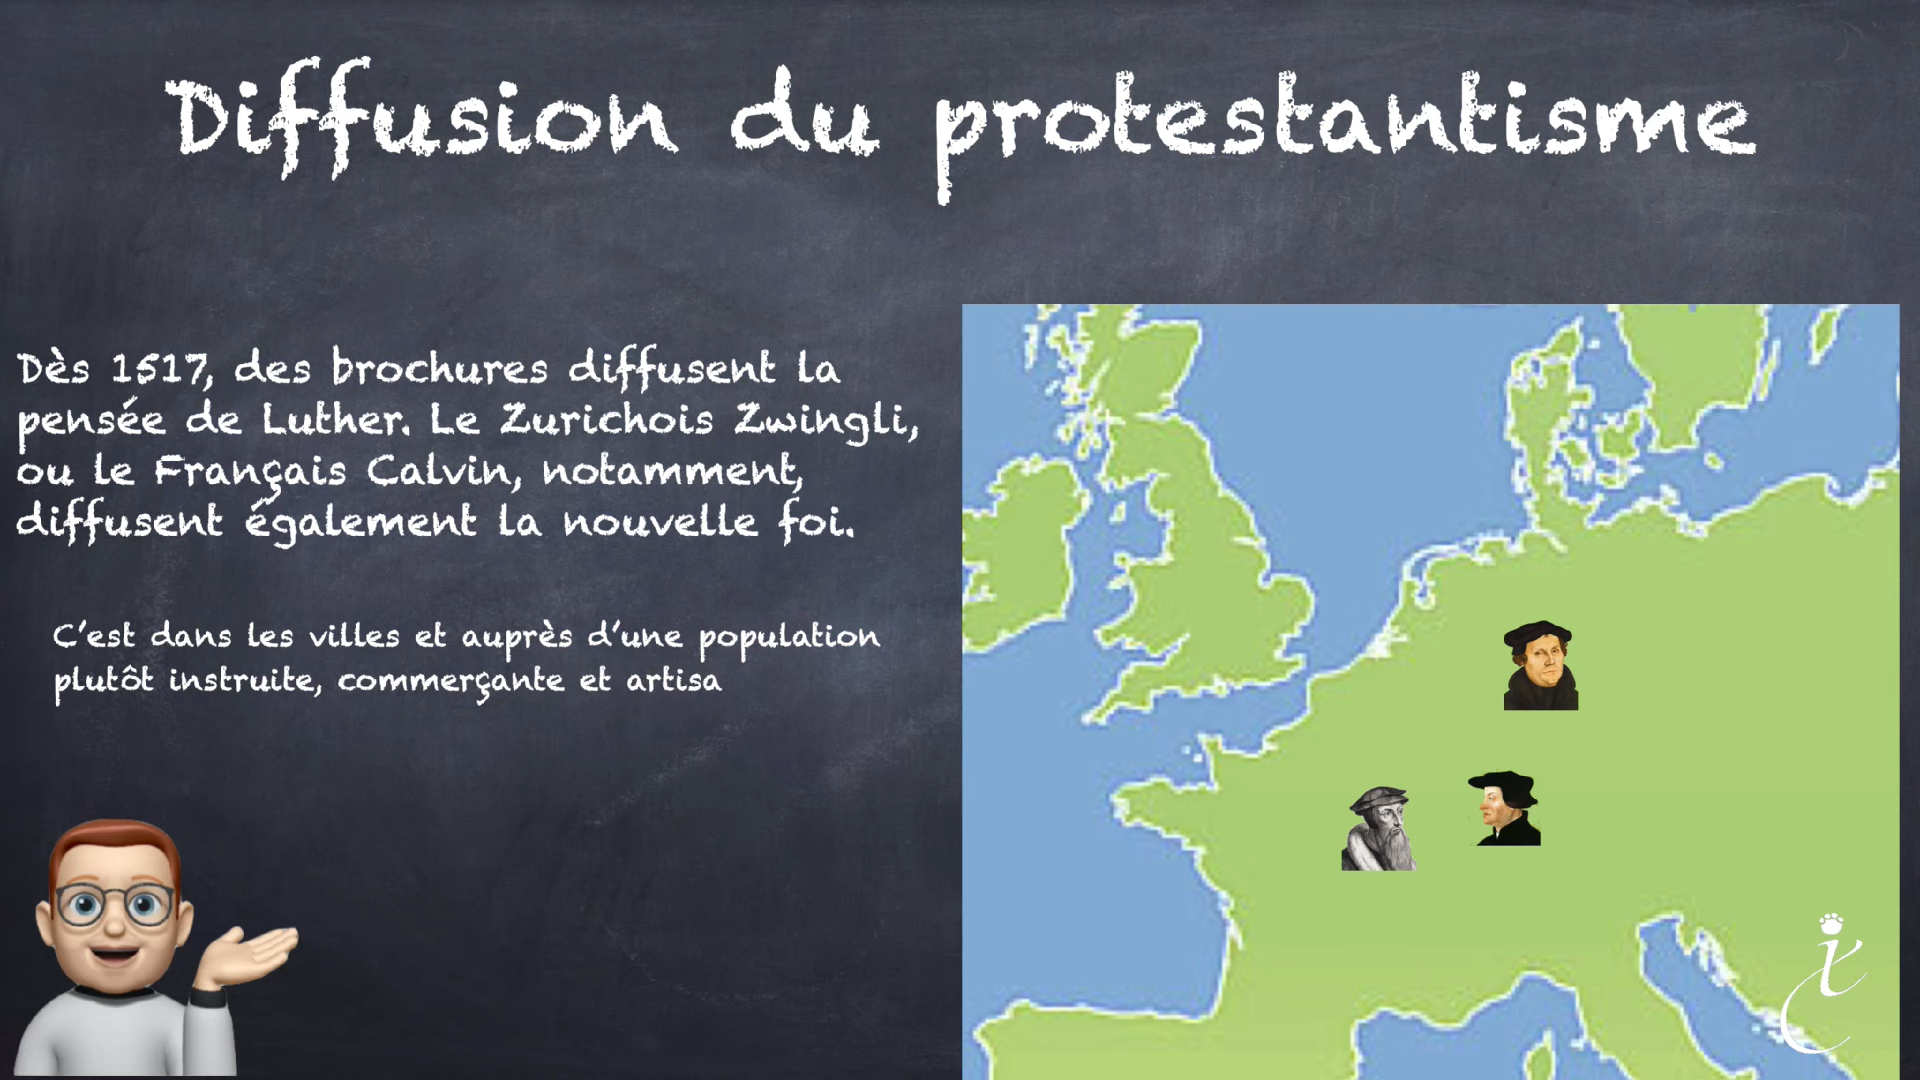 Diffusion du protestantisme
Dès 1517, des brochures diffusent la
pensée de Luther. Le Zurichois Zwingli,
ou le Français Calvin, notamment,
diffusent également la nouvelle foi.
C'est dans les villes et auprès d'une population
plutôt instruite, commerçante et artisa